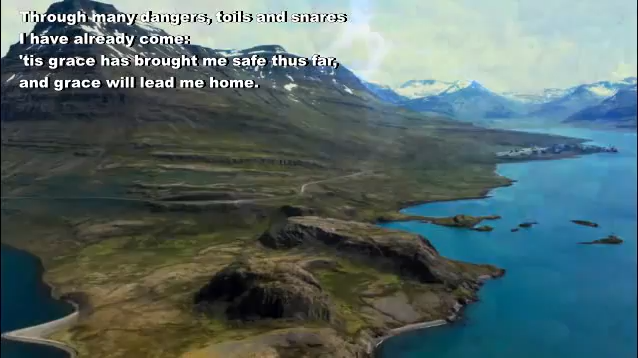 Through many dangers, toils and snares
I have already come:
'tis grace has brought me safe thus far,
and grace will lead me home.